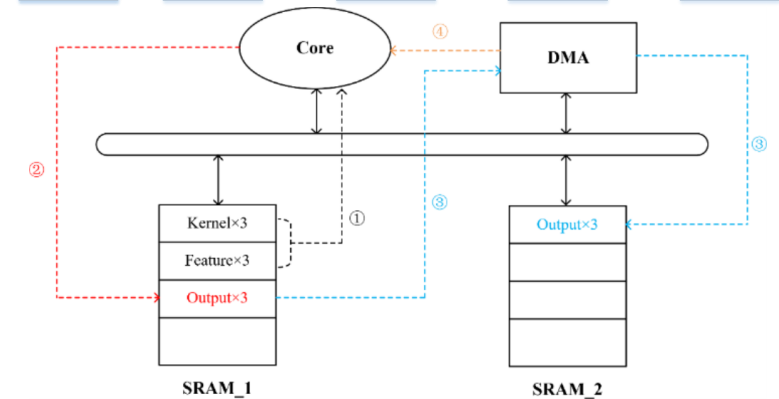 Core
④
DMA
②
③
③
①
Kernel×3
Feature×3
Output×3
Output×3
SRAM_1
SRAM_2